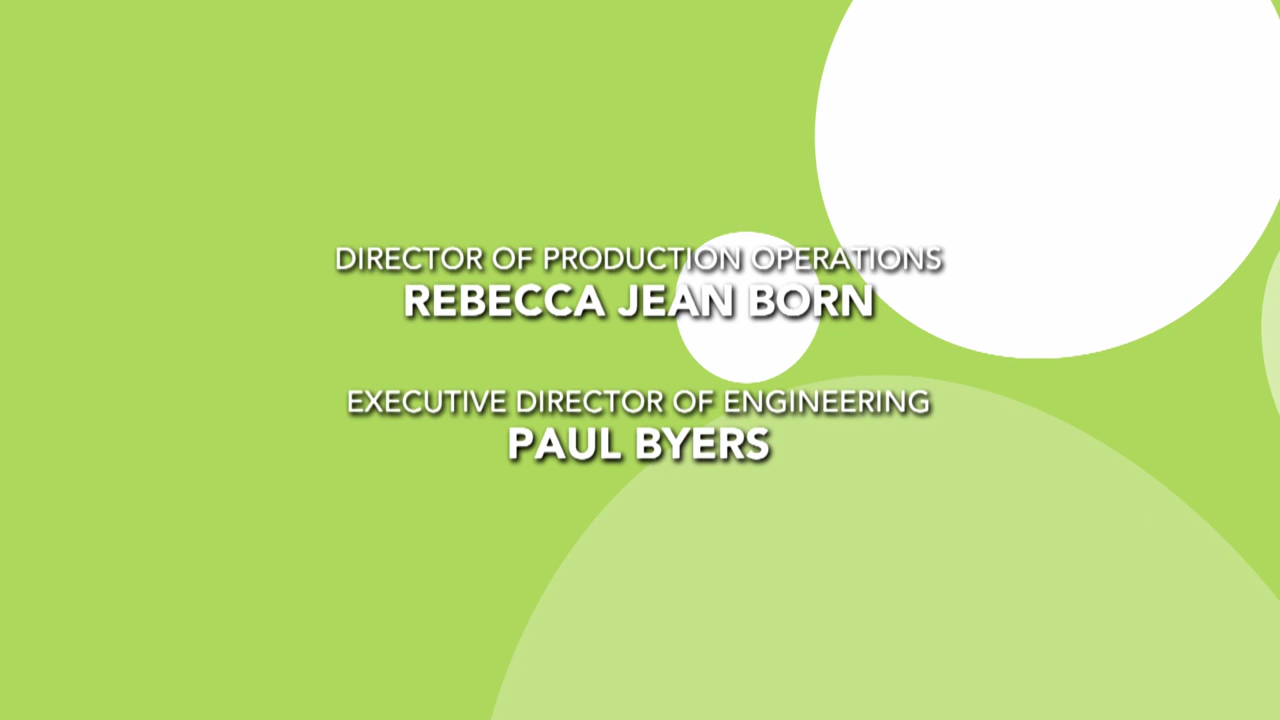 DIRECTOR OF PRODUCTION OPERATIONS
REBECCA JEAN BORN
EXECUTIVE DIRECTOR OF ENGINEERING
PAUL BYERS